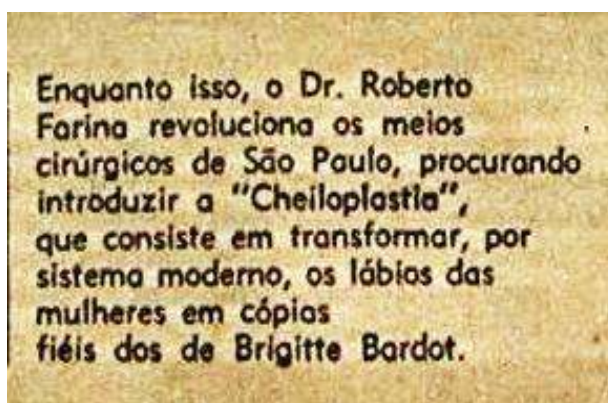 Enquanto isso, o Dr. Roberto
Farina revoluciona os meios
cirúrgicos de São Paulo, procurando
introduzir a "Cheiloplastia",
que consiste em transformar, por
sistema moderno, os lábios das
mulheres em cópias
fiéis dos de Brigitte Bardot.